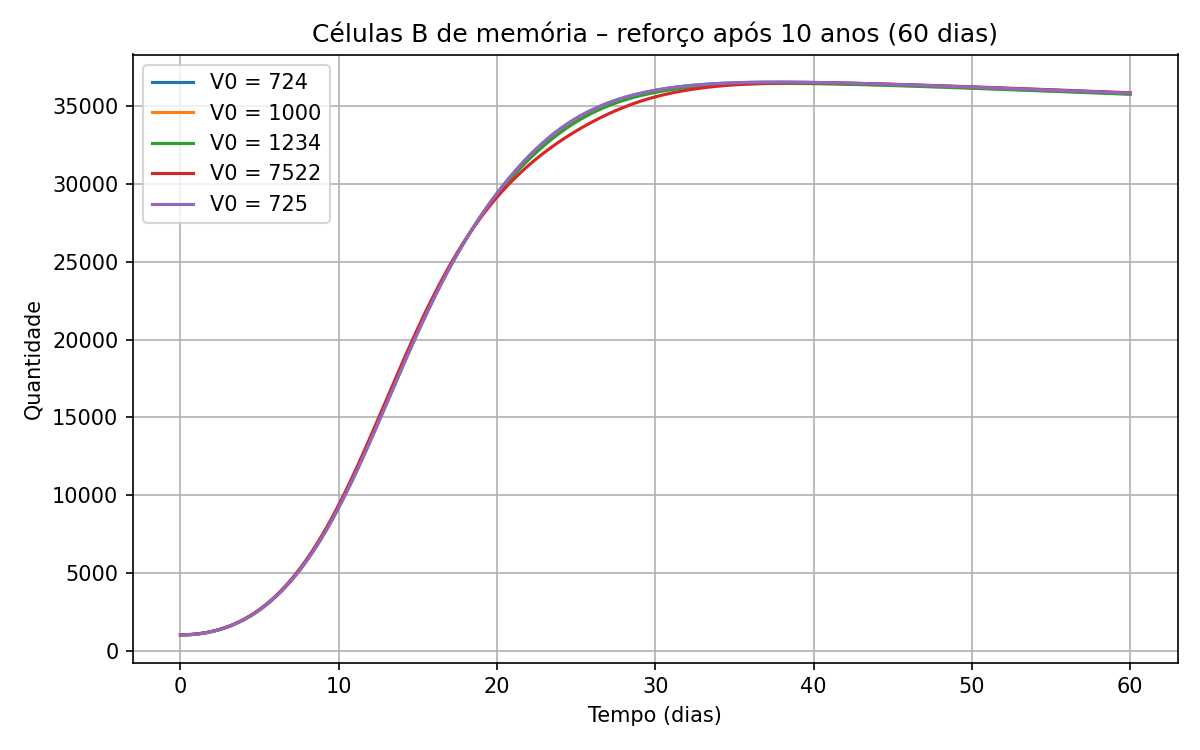 Células B de memória – reforço após 10 anos (60 dias)
V0 = 724
V0 = 1000
V0 = 1234
V0 = 7522
V0 = 725
Quantidade
35000
30000
25000
20000
15000
10000
5000
0
0 10 20 30 40 50 60
Tempo (dias)